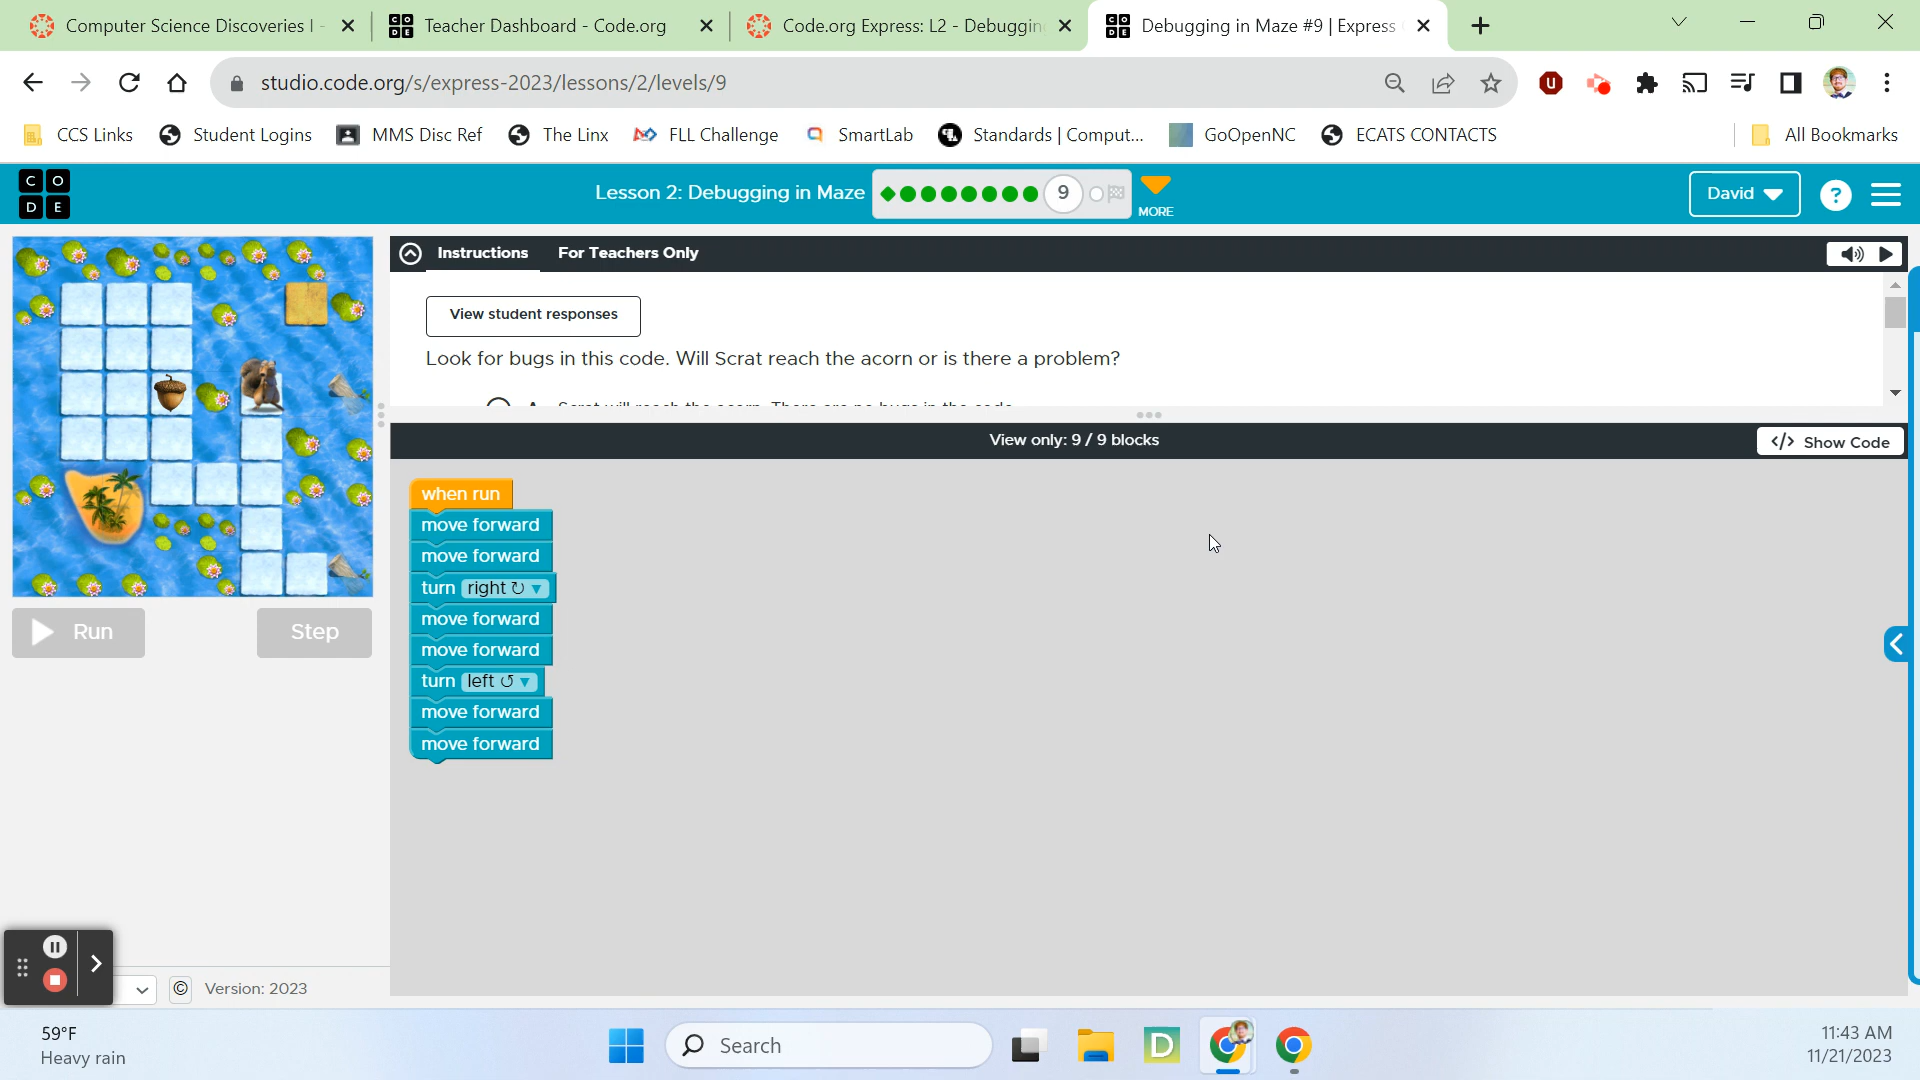 Computer Science Discoveries I -
Teacher Dashboard - Code.org
Code.org Express: L2 - Debuggin
Debugging in Maze #9 | Express
studio.code.org/s/express-2023/lessons/2/levels/9
CCS Links
Student Logins
MMS Disc Ref
The Linx
FLL Challenge
SmartLab
Standards | Comput...
GoOpenNC
ECATS CONTACTS
All Bookmarks
C O
D E
Lesson 2: Debugging in Maze
9
MORE
David
?
Instructions
For Teachers Only
View student responses
Look for bugs in this code. Will Scrat reach the acorn or is there a problem?
View only: 9 / 9 blocks
</> Show Code
when run
move forward
move forward
turn right ↻ ▼
move forward
move forward
turn left ↺ ▼
move forward
move forward
Run
Step
© Version: 2023
59°F
Heavy rain
Search
D
11:43 AM
11/21/2023